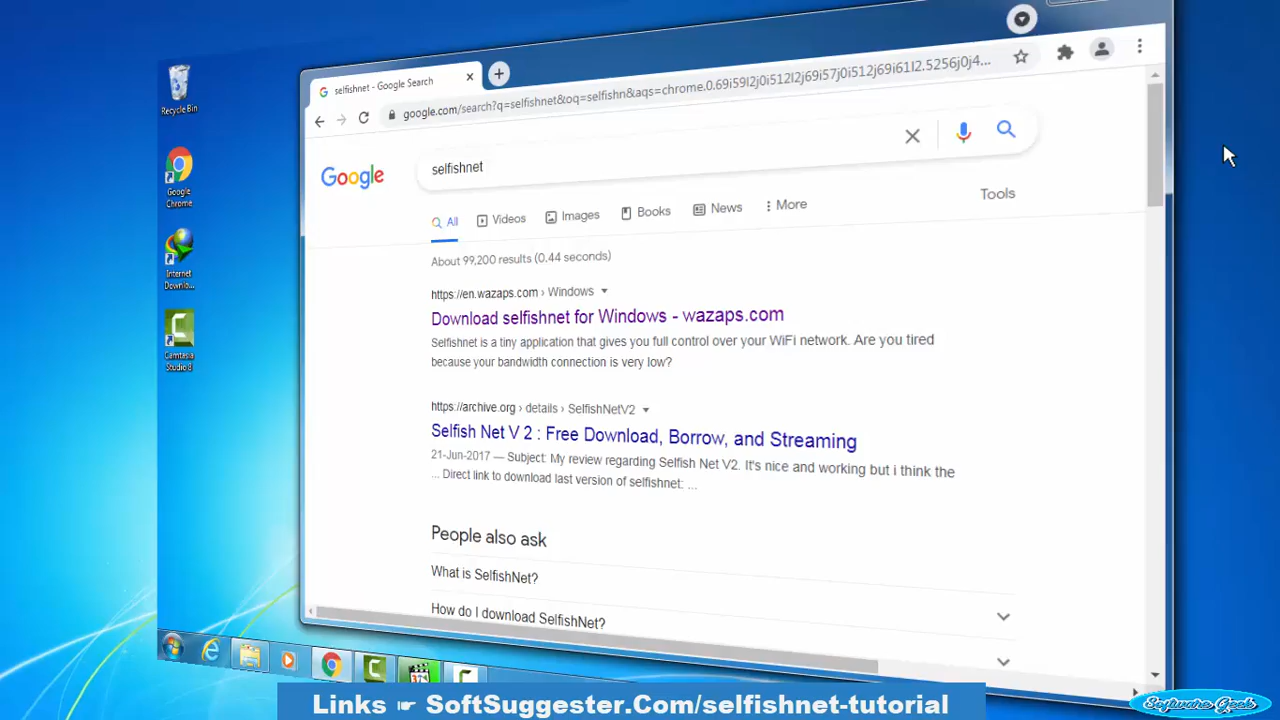 Recycle Bin
Google
Chrome
Internet
Downlo...
Camtasia
Studio 8
selfishnet - Google Search
google.com/search?q=selfishnet&oq=selfishn&aqs=chrome.0.69i59l2j0i512l2j69i57j0i512j69i61l2.5256j0j4...
Google
selfishnet
All
Videos
Images
Books
News
More
Tools
About 99,200 results (0.44 seconds)
https://en.wazaps.com › Windows
Download selfishnet for Windows - wazaps.com
Selfishnet is a tiny application that gives you full control over your WiFi network. Are you tired
because your bandwidth connection is very low?
https://archive.org › details › SelfishNetV2
Selfish Net V 2 : Free Download, Borrow, and Streaming
21-Jun-2017 — Subject: My review regarding Selfish Net V2. It's nice and working but i think the
... Direct link to download last version of selfishnet: ...
People also ask
What is SelfishNet?
How do I download SelfishNet?
Links ☛ SoftSuggester.Com/selfishnet-tutorial
Software Geek